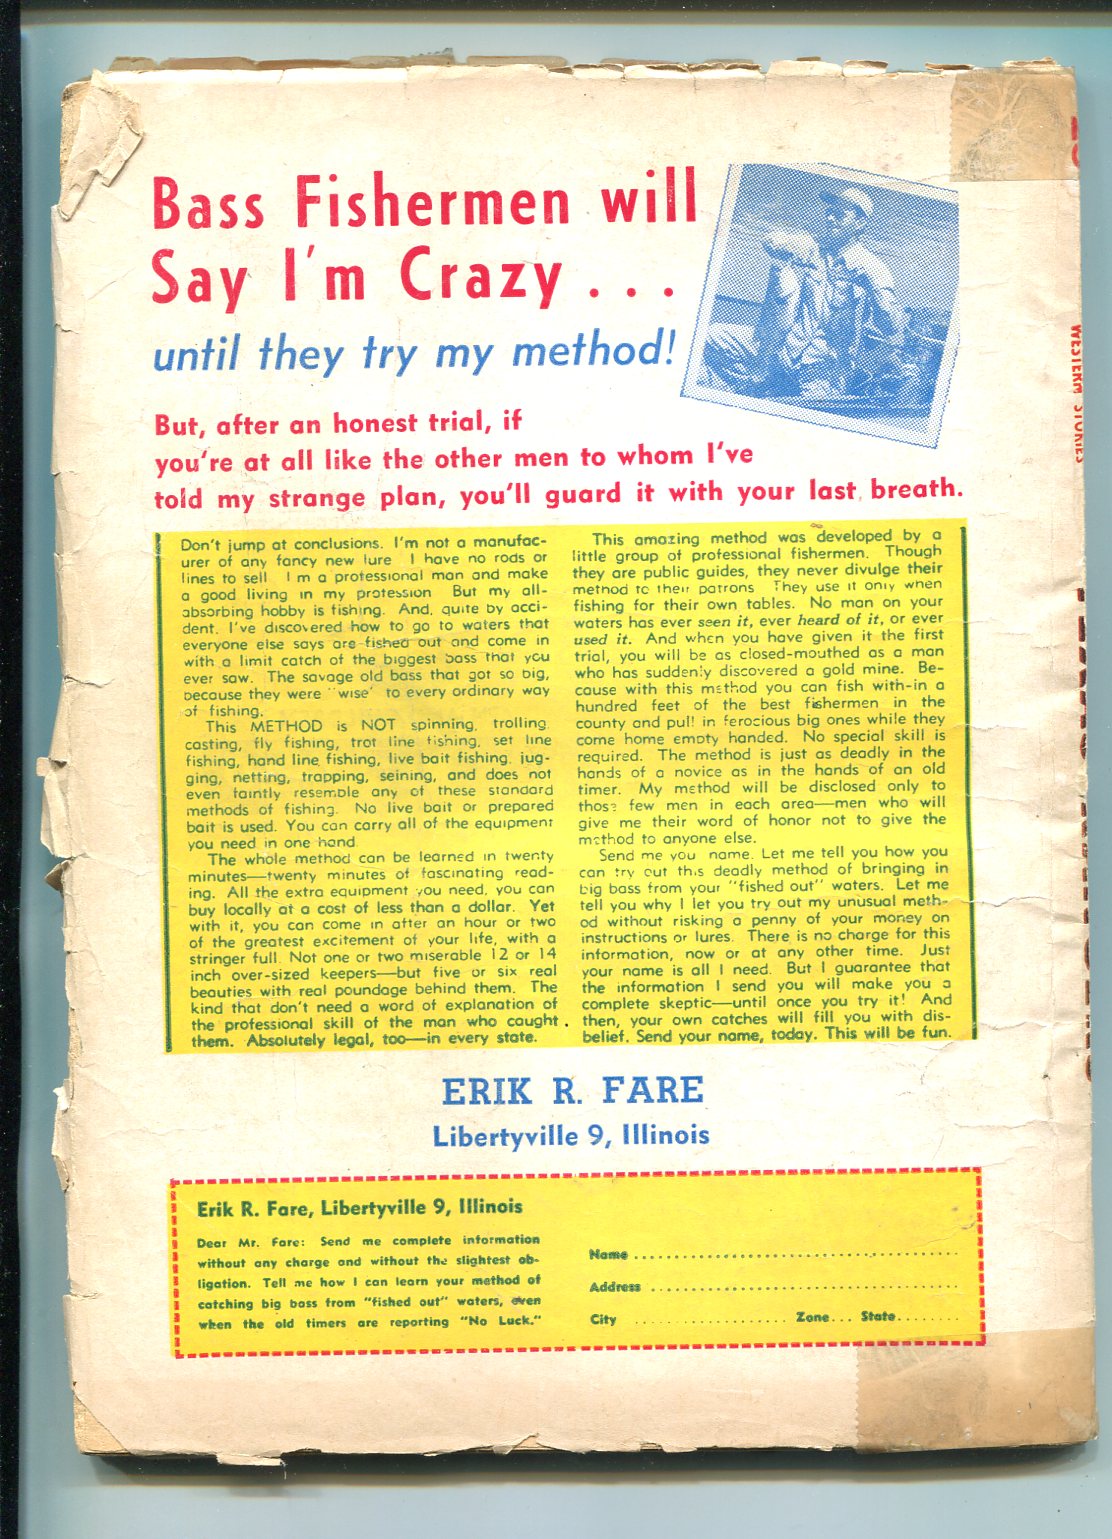 Bass Fishermen will
Say I'm Crazy . . .
until they try my method!
But, after an honest trial, if
you're at all like the other men to whom I've
told my strange plan, you'll guard it with your last breath.
Don't jump at conclusions. I'm not a manufac-
urer of any fancy new lure I have no rods or
lines to sell I m a professional man and make
a good living in my profession But my all-
absorbing hobby is fishing. And, quite by acci-
dent, I've discovered how to go to waters that
everyone else says are fished out and come in
with a limit catch of the biggest bass that you
ever saw. The savage old bass that got so big,
because they were "wise' to every ordinary way
of fishing.
This METHOD is NOT spinning, trolling
casting, fly fishing, trot line fishing, set line
fishing, hand line fishing, live bait fishing, jug-
ging, netting, trapping, seining, and does not
even faintly resemble any of these standard
methods of fishing. No live bait or prepared
bait is used. You can carry all of the equipment
you need in one hand
The whole method can be learned in twenty
minutes—twenty minutes of fascinating read-
ing. All the extra equipment you need, you can
buy locally at a cost of less than a dollar. Yet
with it, you can come in after an hour or two
of the greatest excitement of your life, with a
stringer full. Not one or two miserable 12 or 14
inch over-sized keepers—but five or six real
beauties with real poundage behind them. The
kind that don't need a word of explanation of
the professional skill of the man who caught
them. Absolutely legal, too—in every state.
This amazing method was developed by a
little group of professional fishermen. Though
they are public guides, they never divulge their
method to their patrons They use it only when
fishing for their own tables. No man on your
waters has ever seen it, ever heard of it, or ever
used it. And when you have given it the first
trial, you will be as closed-mouthed as a man
who has suddenly discovered a gold mine. Be-
cause with this method you can fish with-in a
hundred feet of the best fishermen in the
county and pull in ferocious big ones while they
come home empty handed. No special skill is
required. The method is just as deadly in the
hands of a novice as in the hands of an old
timer. My method will be disclosed only to
those few men in each area—men who will
give me their word of honor not to give the
method to anyone else.
Send me you name. Let me tell you how you
can try out this deadly method of bringing in
big bass from your "fished out" waters. Let me
tell you why I let you try out my unusual meth-
od without risking a penny of your money on
instructions or lures. There is no charge for this
information, now or at any other time. Just
your name is all I need. But I guarantee that
the information I send you will make you a
complete skeptic—until once you try it! And
then, your own catches will fill you with dis-
belief. Send your name, today. This will be fun.
ERIK R. FARE
Libertyville 9, Illinois
Erik R. Fare, Libertyville 9, Illinois
Dear Mr. Fare: Send me complete information
without any charge and without the slightest ob-
ligation. Tell me how I can learn your method of
catching big bass from "fished out" waters, even
when the old timers are reporting "No Luck."
Name ..........
Address ..........
City .......... Zone... State........
WESTERN STORIES